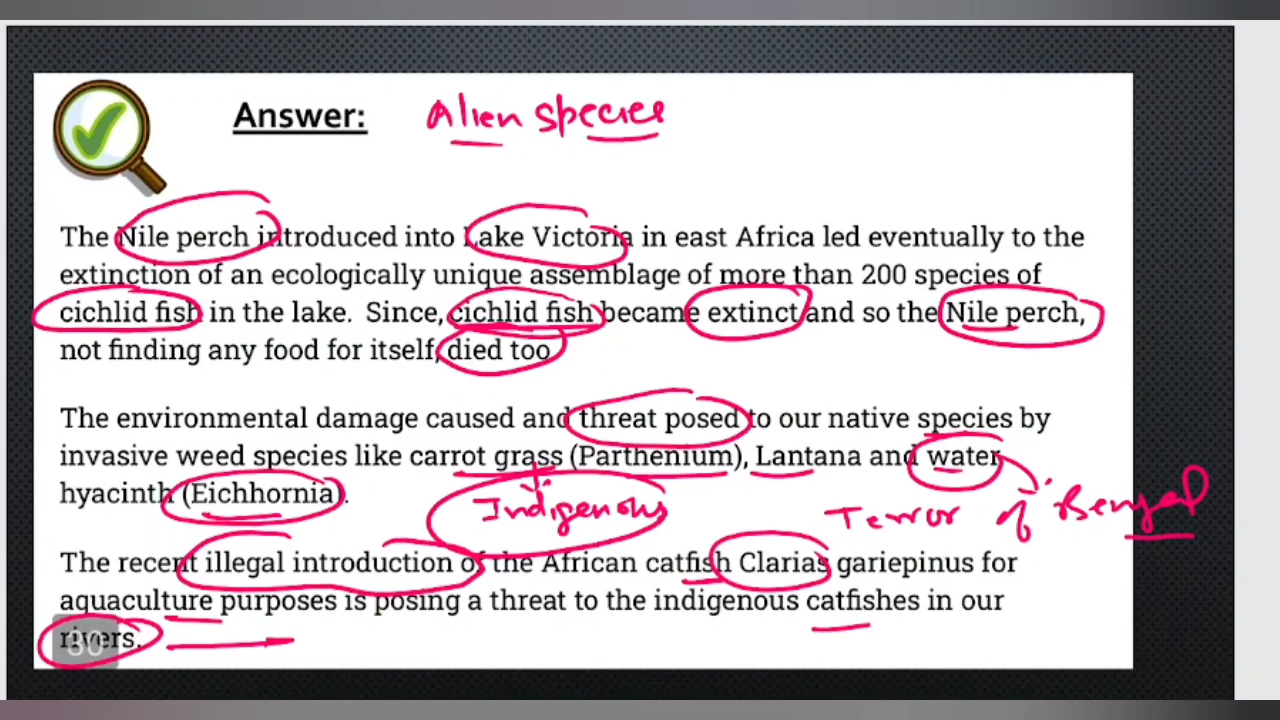 Answer: Alien species
The Nile perch introduced into Lake Victoria in east Africa led eventually to the
extinction of an ecologically unique assemblage of more than 200 species of
cichlid fish in the lake. Since, cichlid fish became extinct and so the Nile perch,
not finding any food for itself, died too
The environmental damage caused and threat posed to our native species by
invasive weed species like carrot grass (Parthenium), Lantana and water
hyacinth (Eichhornia).
Indigenous
Terror of Bengal
The recent illegal introduction of the African catfish Clarias gariepinus for
aquaculture purposes is posing a threat to the indigenous catfishes in our
rivers.
30